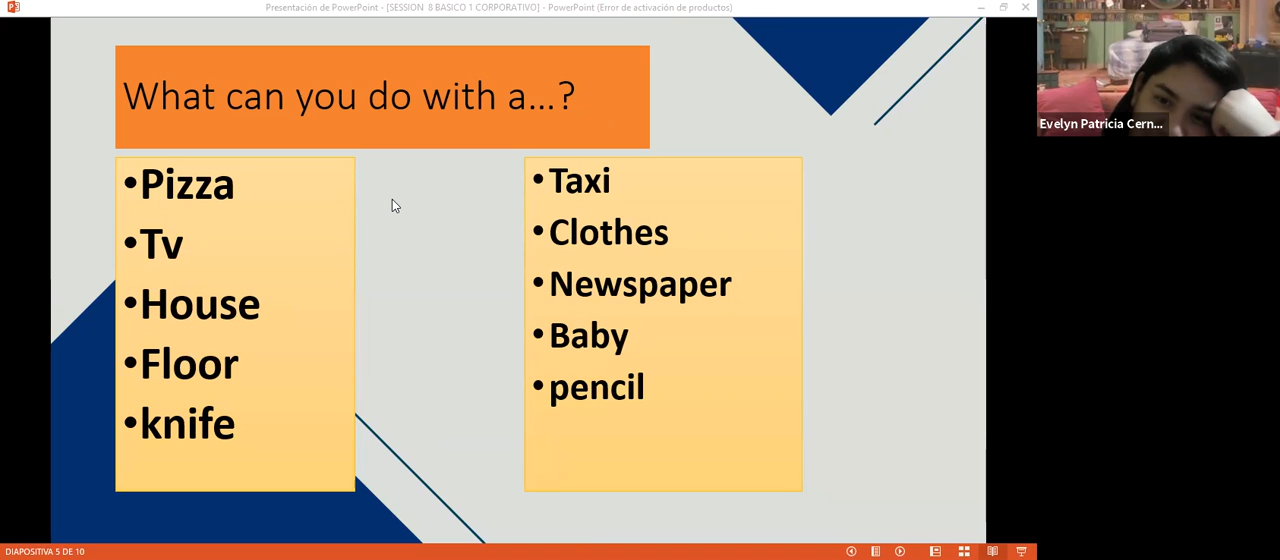 Presentación de PowerPoint - [SESSION 8 BASICO 1 CORPORATIVO] - PowerPoint (Error de activación de productos)
What can you do with a...?
•Pizza
•Tv
•House
•Floor
•knife
•Taxi
•Clothes
•Newspaper
•Baby
•pencil
Evelyn Patricia Cern...
DIAPOSITIVA 5 DE 10